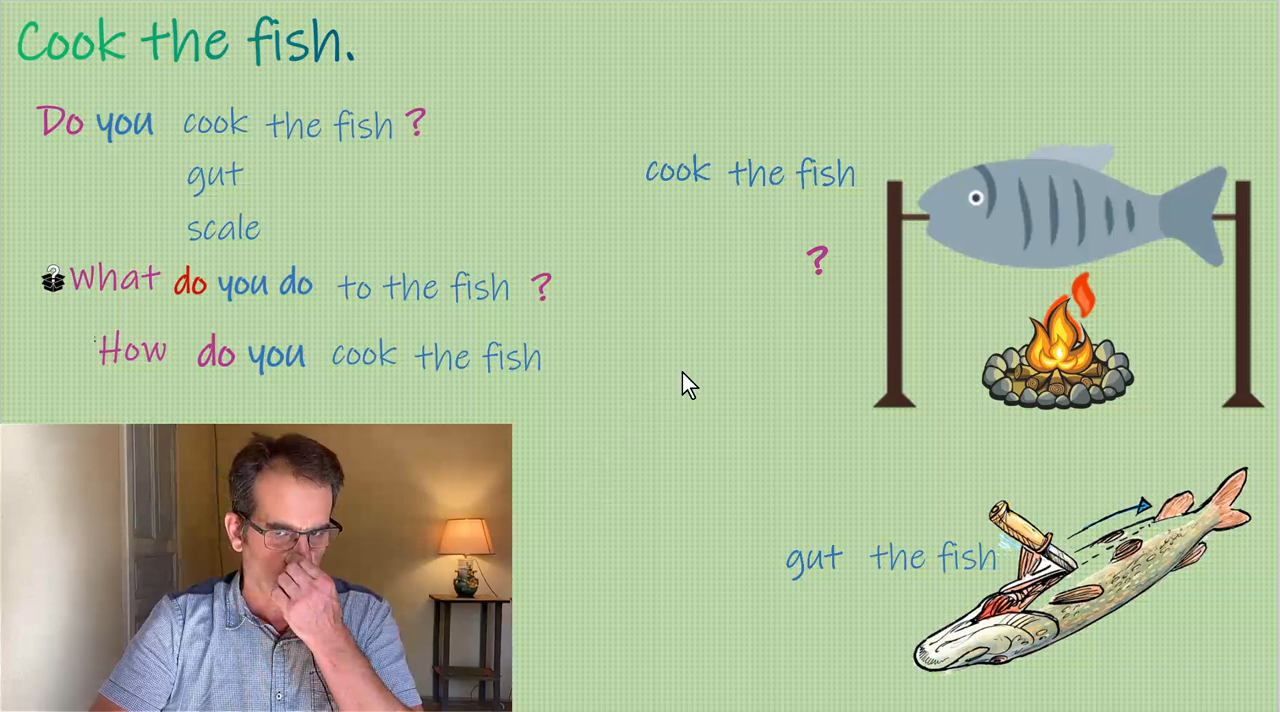 Cook the fish.
Do you cook the fish ?
gut
scale
What do you do to the fish ?
How do you cook the fish
cook the fish
?
gut the fish